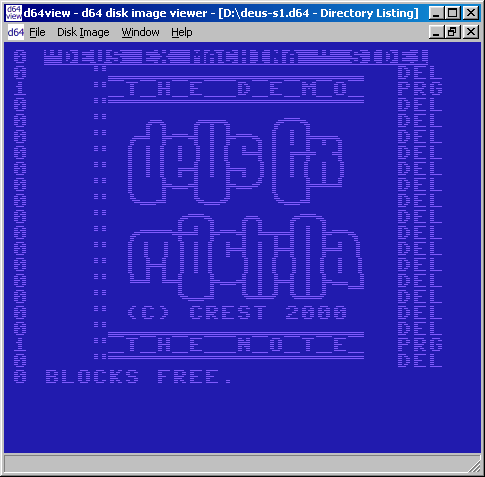 d64view - d64 disk image viewer - [D:\deus-s1.d64 - Directory Listing]
File Disk Image Window Help
0 "DEUS EX MACHINA " SIDE1
0 " DEL
1 "_T_H_E_ _D_E_M_O_ PRG
0 " DEL
0 " DEL
0 " DEL
0 " DEL
0 " deus ex DEL
0 " DEL
0 " DEL
0 " DEL
0 " DEL
0 " DEL
0 " machina DEL
0 " DEL
0 " DEL
0 " (C) CREST 2000 DEL
0 " DEL
1 "_T_H_E_ _N_O_T_E_ PRG
0 " DEL
0 BLOCKS FREE.